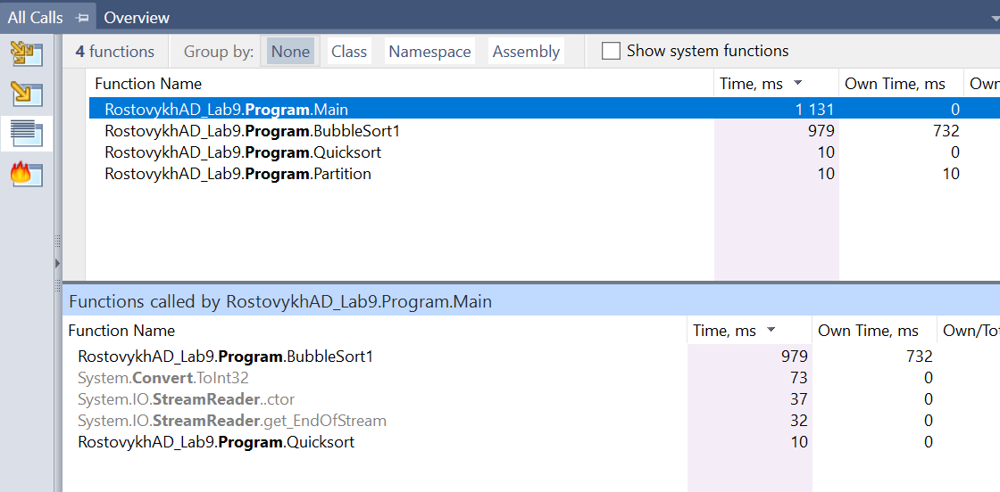 All Calls Overview
4 functions Group by: None Class Namespace Assembly Show system functions
Function Name Time, ms Own Time, ms Own
RostovykhAD_Lab9.Program.Main 1 131 0
RostovykhAD_Lab9.Program.BubbleSort1 979 732
RostovykhAD_Lab9.Program.Quicksort 10 0
RostovykhAD_Lab9.Program.Partition 10 10
Functions called by RostovykhAD_Lab9.Program.Main
Function Name Time, ms Own Time, ms Own/Tot
RostovykhAD_Lab9.Program.BubbleSort1 979 732
System.Convert.ToInt32 73 0
System.IO.StreamReader..ctor 37 0
System.IO.StreamReader.get_EndOfStream 32 0
RostovykhAD_Lab9.Program.Quicksort 10 0